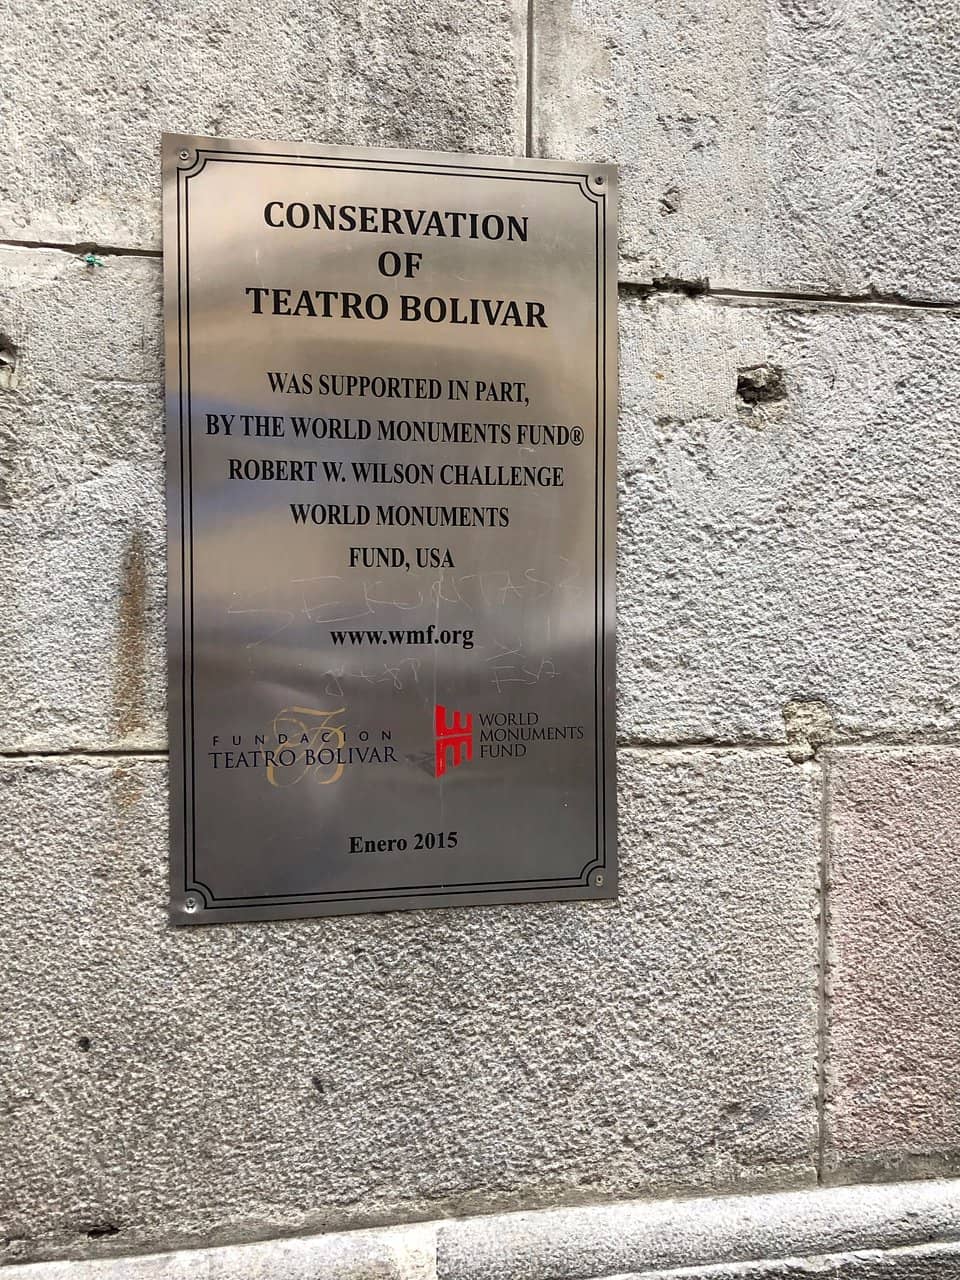 CONSERVATION
OF
TEATRO BOLIVAR
WAS SUPPORTED IN PART,
BY THE WORLD MONUMENTS FUND®
ROBERT W. WILSON CHALLENGE
WORLD MONUMENTS
FUND, USA
www.wmf.org
FUNDACION
TEATRO BOLIVAR
WORLD
MONUMENTS
FUND
Enero 2015